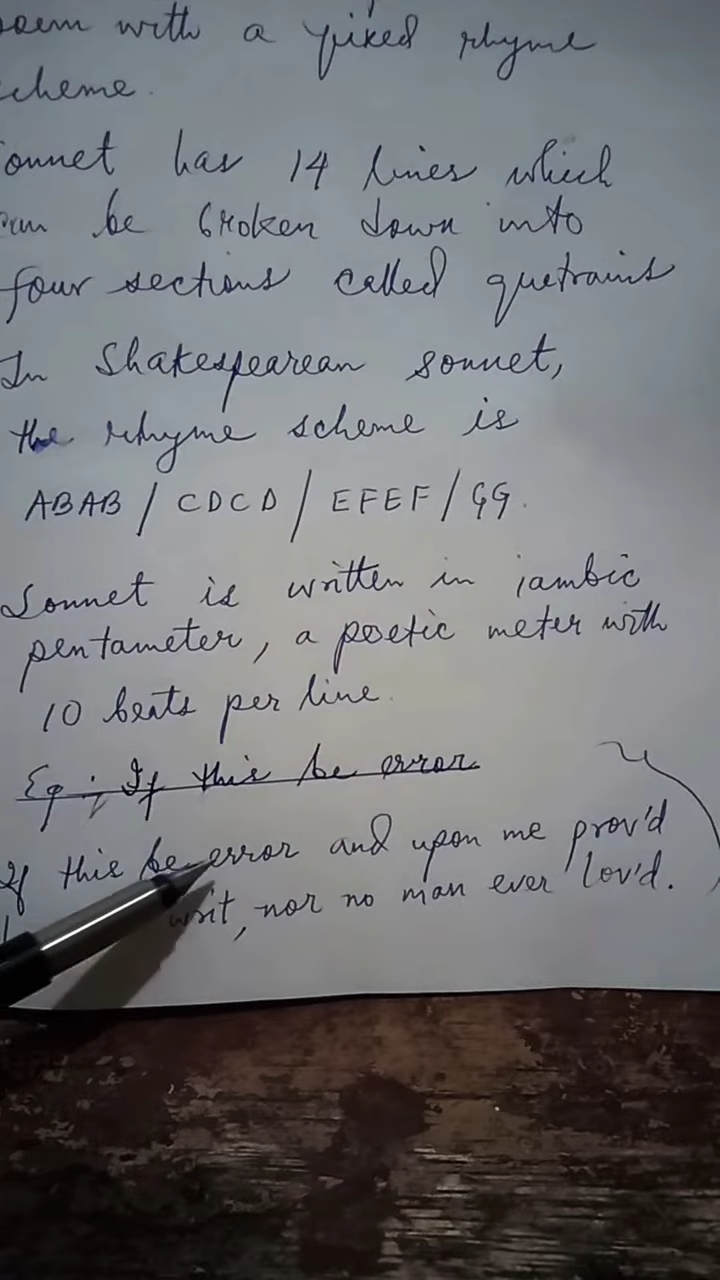 poem with a fixed rhyme
scheme.
Sonnet has 14 lines which
can be broken down into
four sections called quetrains
In Shakespearean sonnet,
the rhyme scheme is
ABAB / CDCD / EFEF / GG.
Sonnet is written in iambic
pentameter, a poetic meter with
10 beats per line.
Eg :- If this be error
If this be error and upon me prov'd
writ, nor no man ever lov'd.